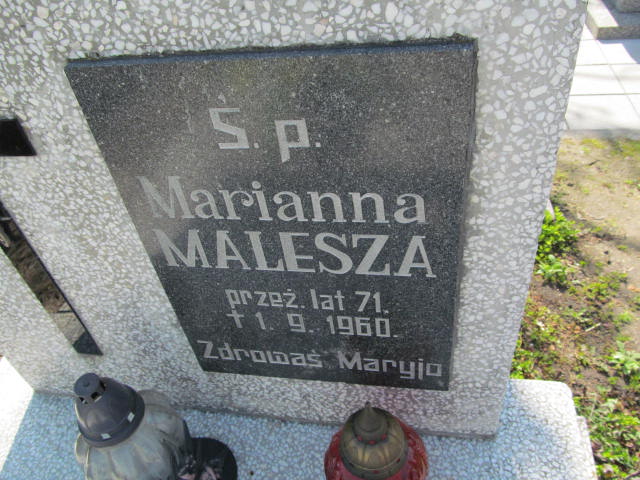 Ś. p.
Marianna
MALESZA
przeż. lat 71.
† 1. 9. 1960.
Zdrowaś Maryjo